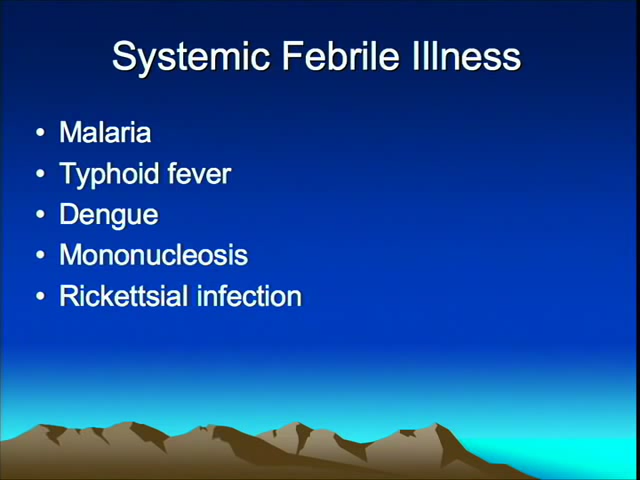 Systemic Febrile Illness
• Malaria
• Typhoid fever
• Dengue
• Mononucleosis
• Rickettsial infection